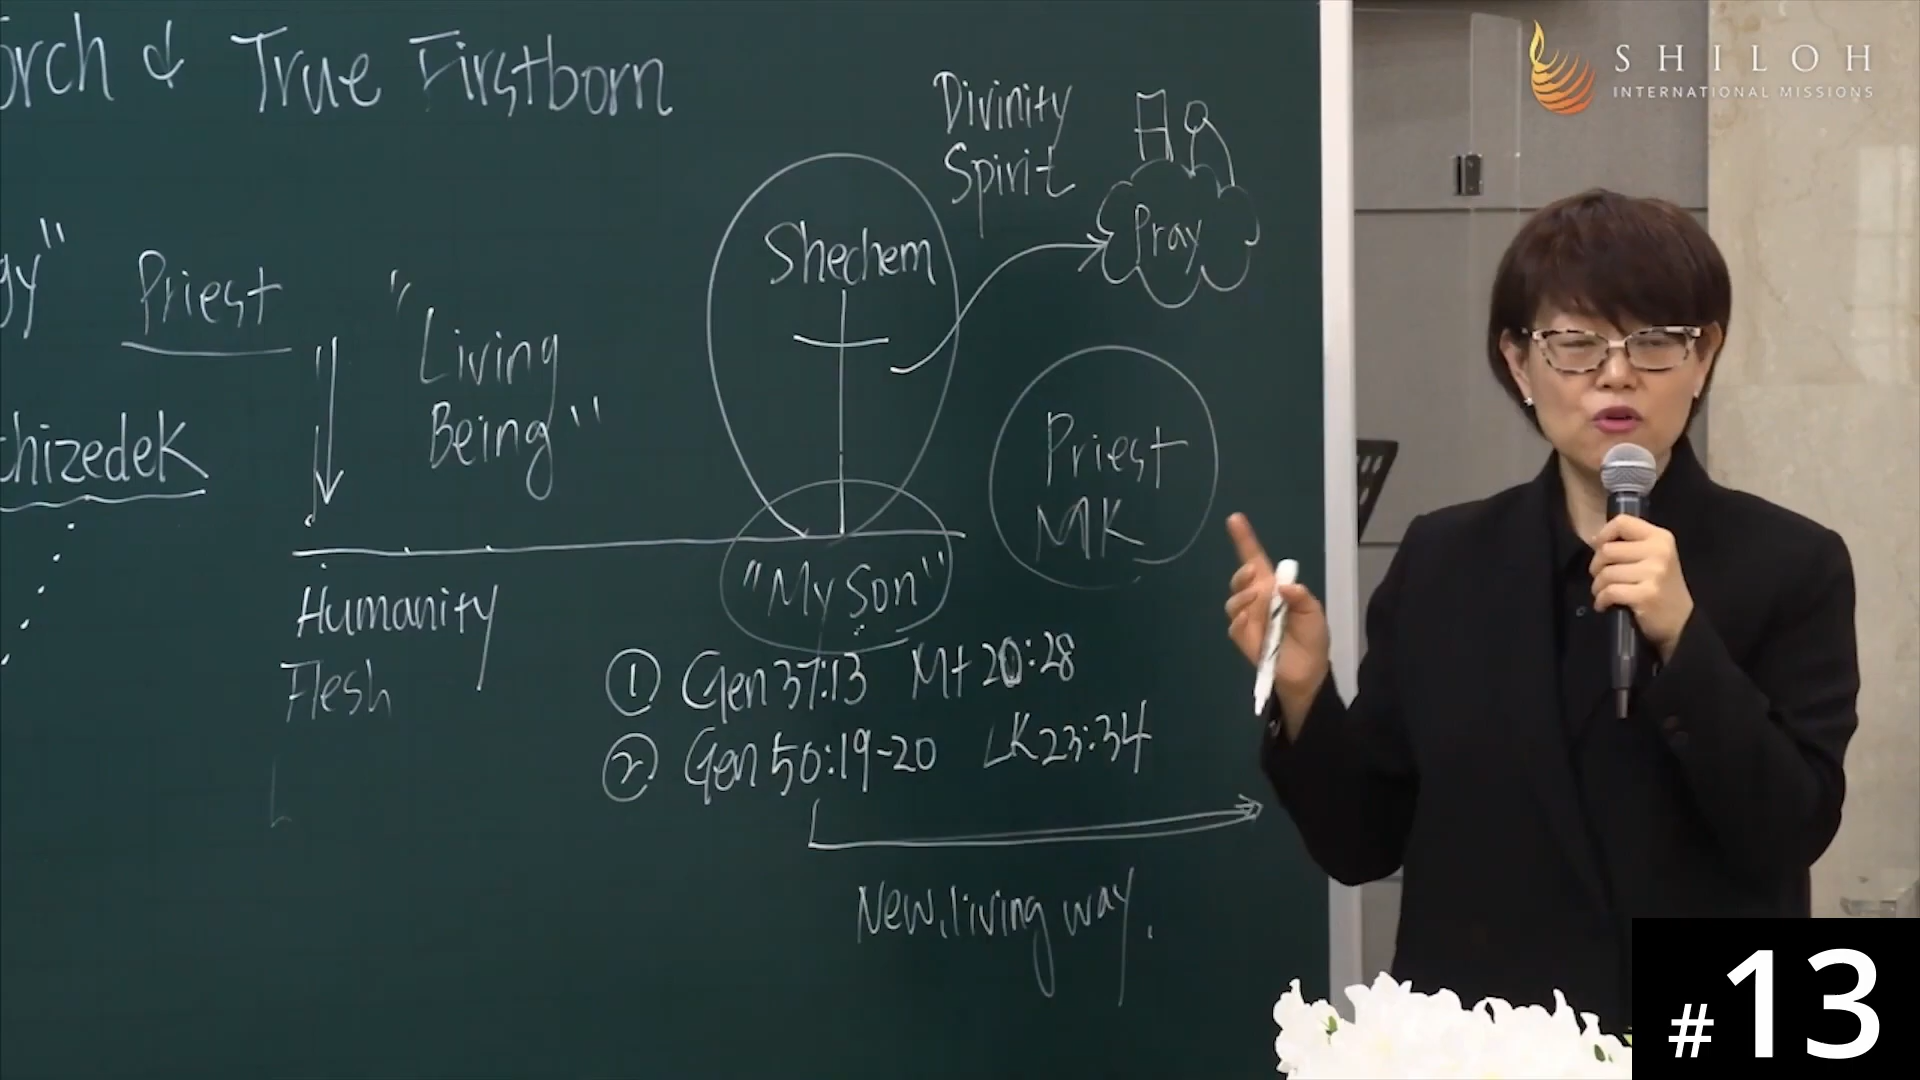 orch & True Firstborn
SHILOH
INTERNATIONAL MISSIONS
Divinity
Spirit
Pray
Shechem
gy" Priest
"Living
Being"
chizedek
Priest
MK
"My Son"
Humanity
Flesh
① Gen 37:13 Mt 20:28
② Gen 50:19-20 LK 23:34
New, living way.
#13